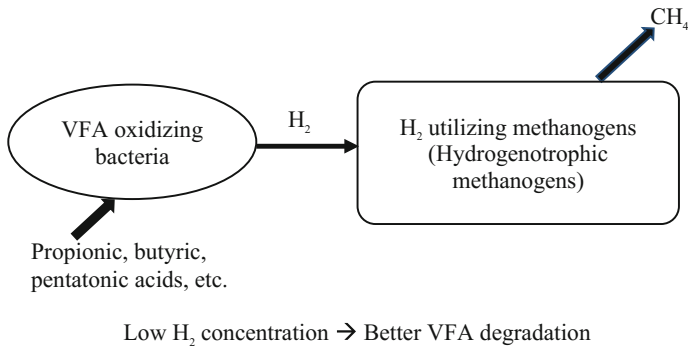 CH₄
VFA oxidizing
bacteria
H₂
H₂ utilizing methanogens
(Hydrogenotrophic
methanogens)
Propionic, butyric,
pentatonic acids, etc.
Low H₂ concentration → Better VFA degradation